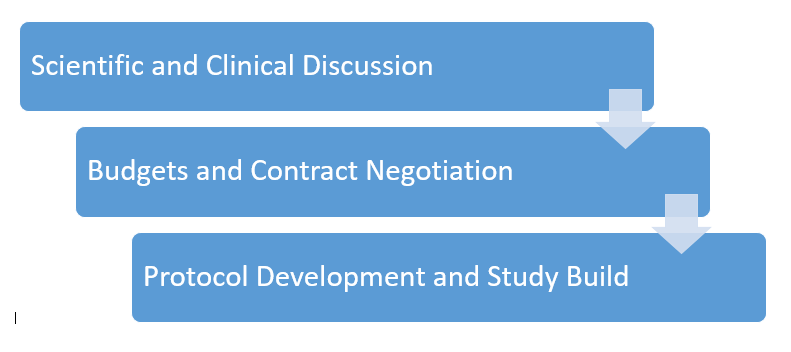 Scientific and Clinical Discussion
Budgets and Contract Negotiation
Protocol Development and Study Build